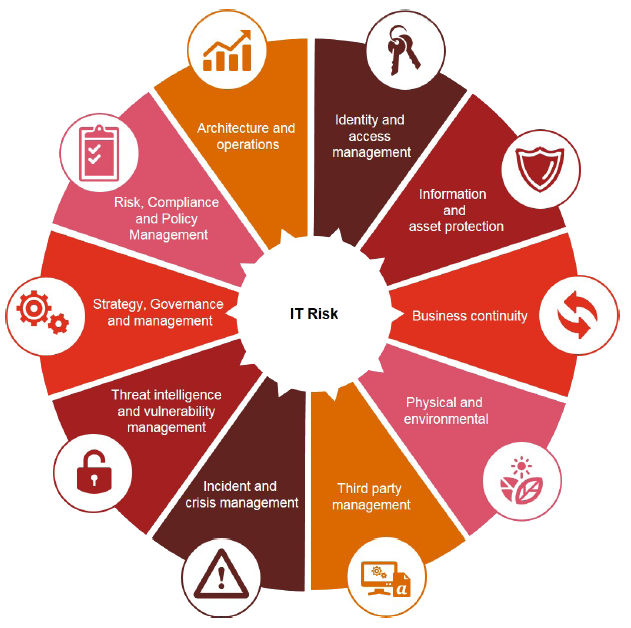 Architecture and
operations
Identity and
access
management
Information
and
asset protection
Business continuity
Physical and
environmental
Third party
management
Incident and
crisis management
Threat intelligence
and vulnerability
management
Strategy, Governance
and management
Risk, Compliance
and Policy
Management
IT Risk
a